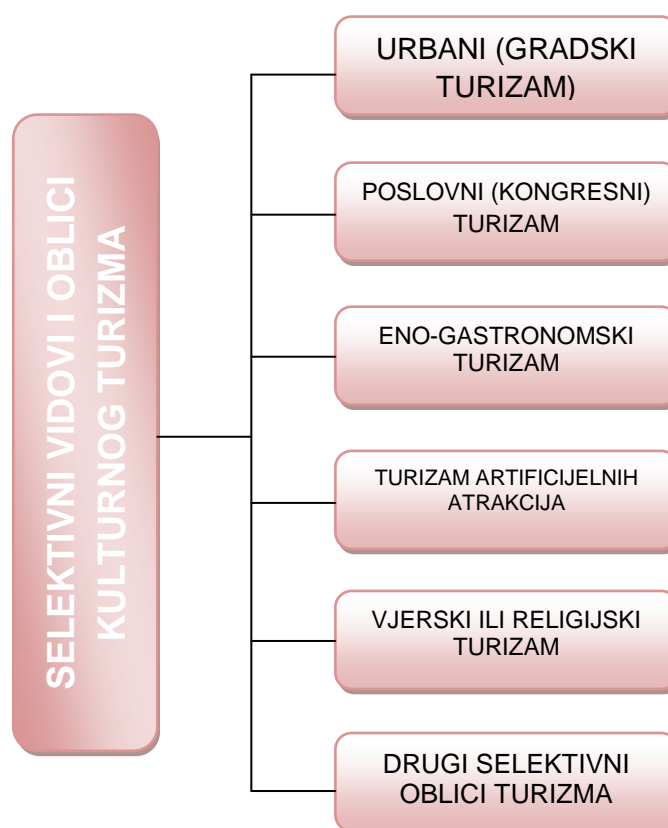 SELEKTIVNI VIDOVI I OBLICI
KULTURNOG TURIZMA
URBANI (GRADSKI
TURIZAM)
POSLOVNI (KONGRESNI)
TURIZAM
ENO-GASTRONOMSKI
TURIZAM
TURIZAM ARTIFICIJELNIH
ATRAKCIJA
VJERSKI ILI RELIGIJSKI
TURIZAM
DRUGI SELEKTIVNI
OBLICI TURIZMA